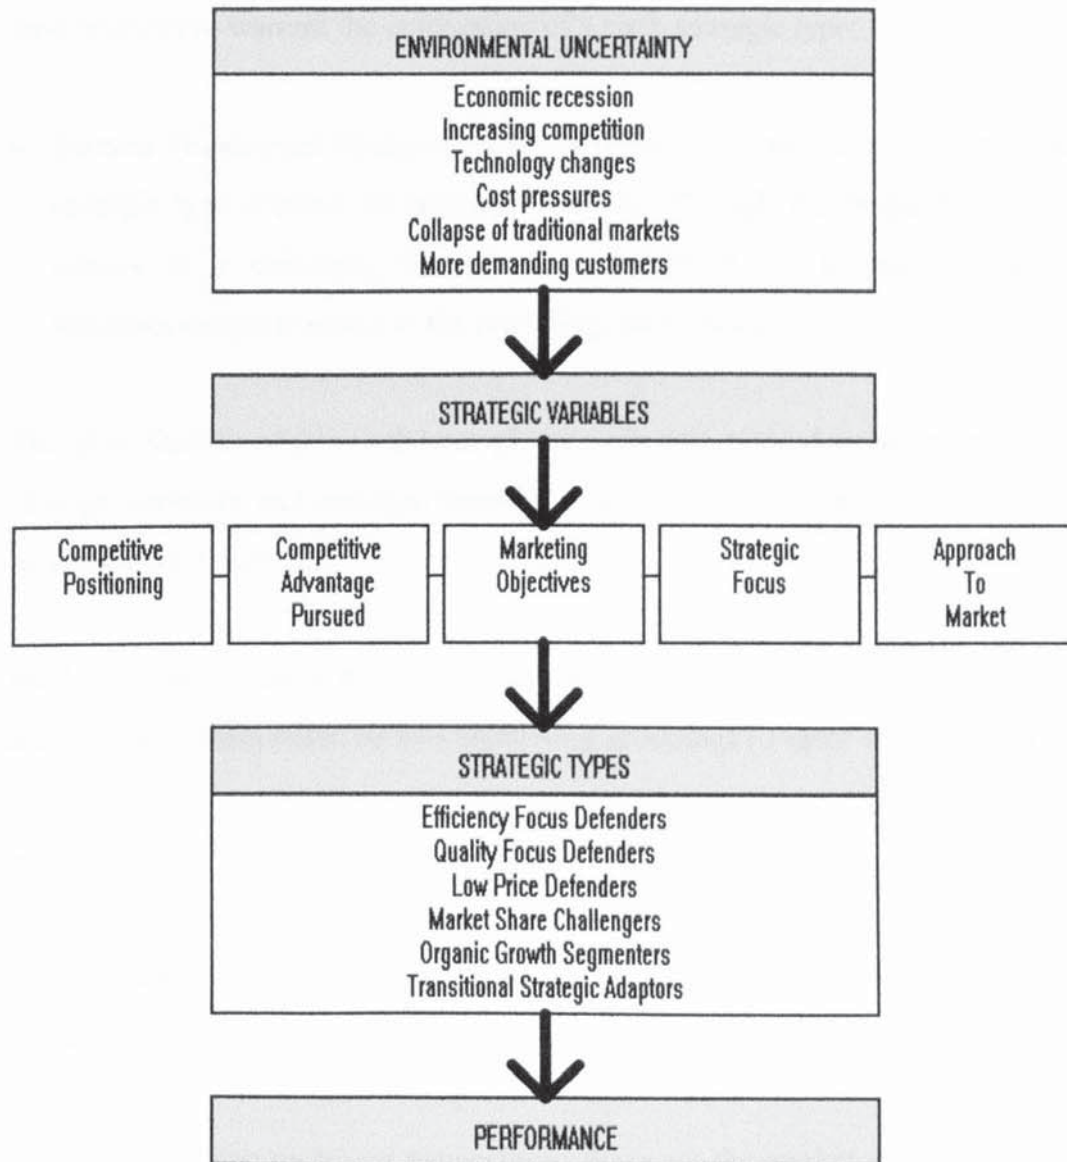 ENVIRONMENTAL UNCERTAINTY
Economic recession
Increasing competition
Technology changes
Cost pressures
Collapse of traditional markets
More demanding customers
STRATEGIC VARIABLES
Competitive
Positioning
Competitive
Advantage
Pursued
Marketing
Objectives
Strategic
Focus
Approach
To
Market
STRATEGIC TYPES
Efficiency Focus Defenders
Quality Focus Defenders
Low Price Defenders
Market Share Challengers
Organic Growth Segmenters
Transitional Strategic Adaptors
PERFORMANCE